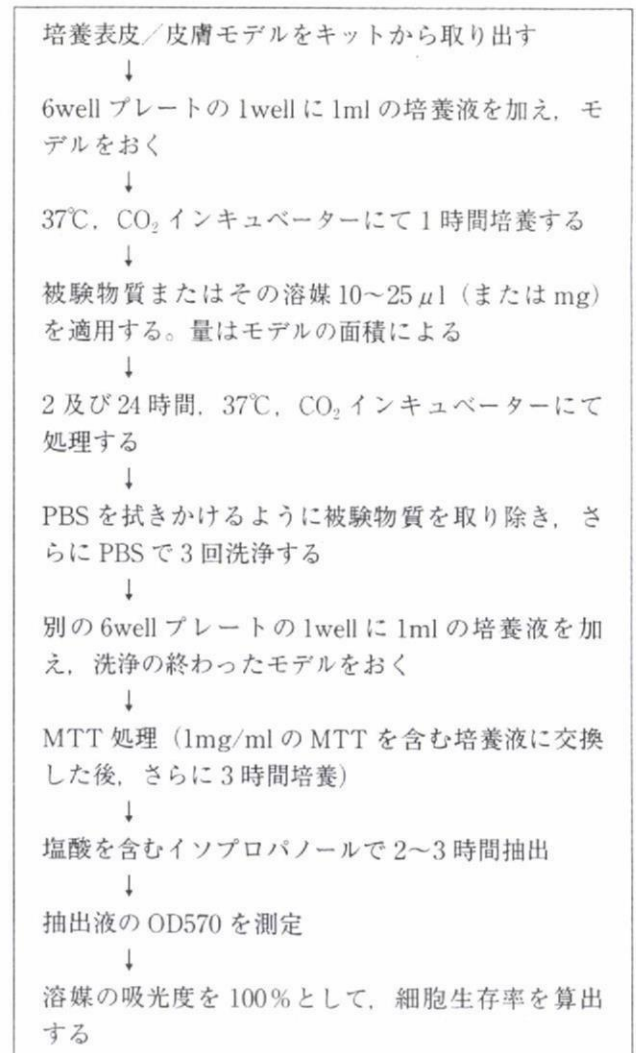 培養表皮／皮膚モデルをキットから取り出す
↓
6well プレートの 1well に 1ml の培養液を加え，モ
デルをおく
↓
37℃，CO₂ インキュベーターにて 1 時間培養する
↓
被験物質またはその溶媒 10〜25 μl（または mg）
を適用する。量はモデルの面積による
↓
2 及び 24 時間，37℃，CO₂ インキュベーターにて
処理する
↓
PBS を拭きかけるように被験物質を取り除き，さ
らに PBS で 3 回洗浄する
↓
別の 6well プレートの 1well に 1ml の培養液を加
え，洗浄の終わったモデルをおく
↓
MTT 処理（1mg/ml の MTT を含む培養液に交換
した後，さらに 3 時間培養）
↓
塩酸を含むイソプロパノールで 2〜3 時間抽出
↓
抽出液の OD570 を測定
↓
溶媒の吸光度を 100％として，細胞生存率を算出
する